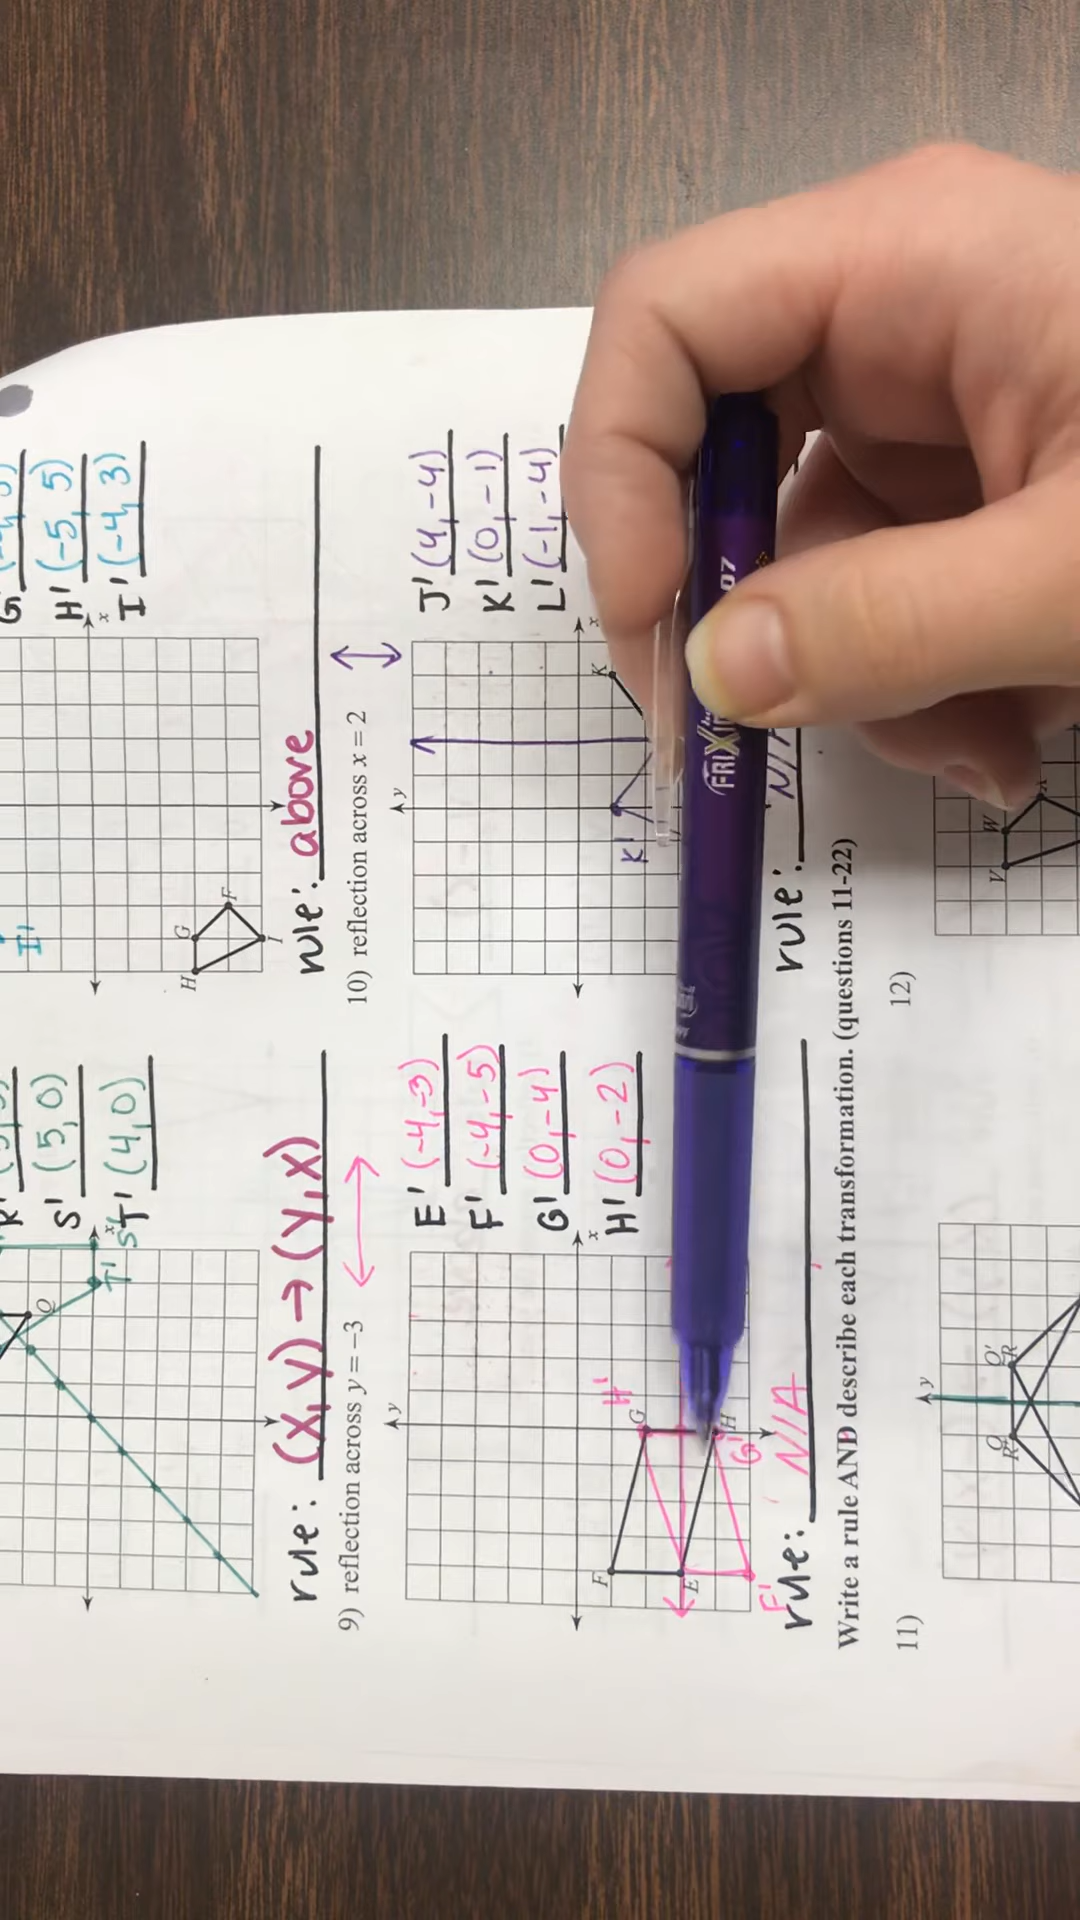 R'
S' (5, 0)
T' (4, 0)
x
S'
T'
Q
rule: (x, y) → (y, x)
G'
H' (-5, 5)
I' (-4, 3)
x
I'
H
G
F
I
rule: above
9) reflection across y = −3
E' (-4, -3)
F' (-4, -5)
G' (0, -4)
H' (0, -2)
y
x
F
E
G
H
H'
G'
F'
rule: N/A
10) reflection across x = 2
J' (4, -4)
K' (0, -1)
L' (-1, -4)
y
x
K
K'
rule: N/A
FRIXION
07
Write a rule AND describe each transformation. (questions 11-22)
11)
y
Q
R'
Q'
R
12)
V
W
X